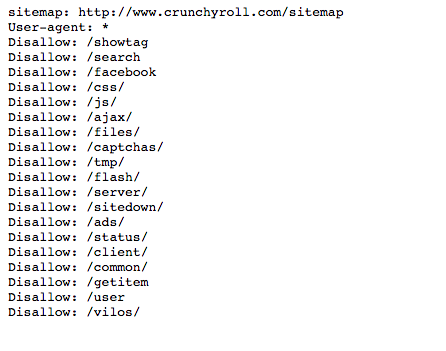 sitemap: http://www.crunchyroll.com/sitemap
User-agent: *
Disallow: /showtag
Disallow: /search
Disallow: /facebook
Disallow: /css/
Disallow: /js/
Disallow: /ajax/
Disallow: /files/
Disallow: /captchas/
Disallow: /tmp/
Disallow: /flash/
Disallow: /server/
Disallow: /sitedown/
Disallow: /ads/
Disallow: /status/
Disallow: /client/
Disallow: /common/
Disallow: /getitem
Disallow: /user
Disallow: /vilos/